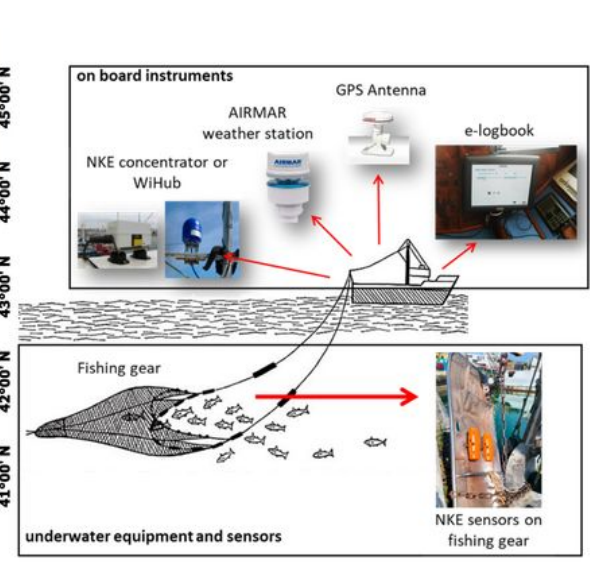 on board instruments
GPS Antenna
AIRMAR
weather station
e-logbook
NKE concentrator or
WiHub
AIRMAR
45°00' N
44°00' N
43°00' N
42°00' N
41°00' N
Fishing gear
NKE sensors on
fishing gear
underwater equipment and sensors